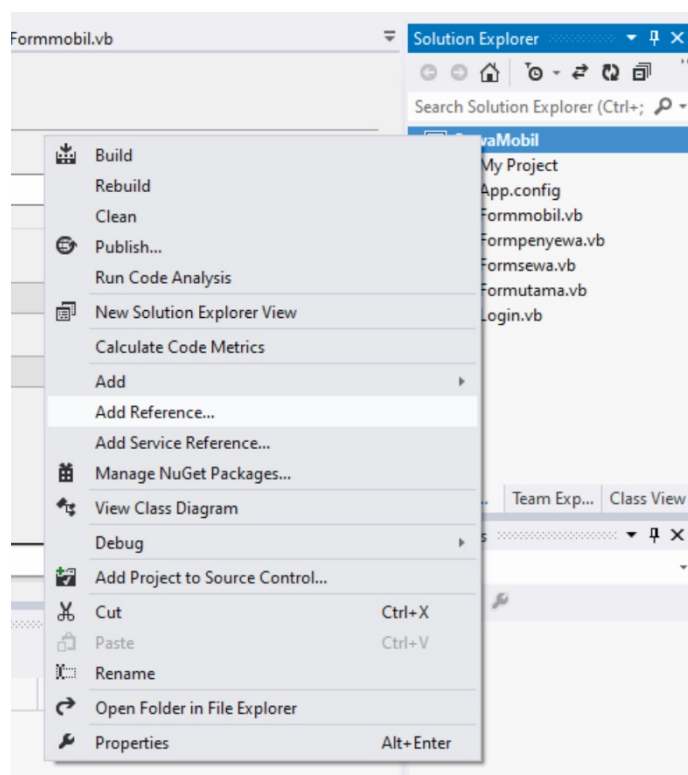 Formmobil.vb
Solution Explorer
Search Solution Explorer (Ctrl+;
vaMobil
My Project
App.config
Formmobil.vb
Formpenyewa.vb
Formsewa.vb
Formutama.vb
Login.vb
Build
Rebuild
Clean
Publish...
Run Code Analysis
New Solution Explorer View
Calculate Code Metrics
Add
Add Reference...
Add Service Reference...
Manage NuGet Packages...
View Class Diagram
Debug
Add Project to Source Control...
Cut Ctrl+X
Paste Ctrl+V
Rename
Open Folder in File Explorer
Properties Alt+Enter
... Team Exp... Class View
s